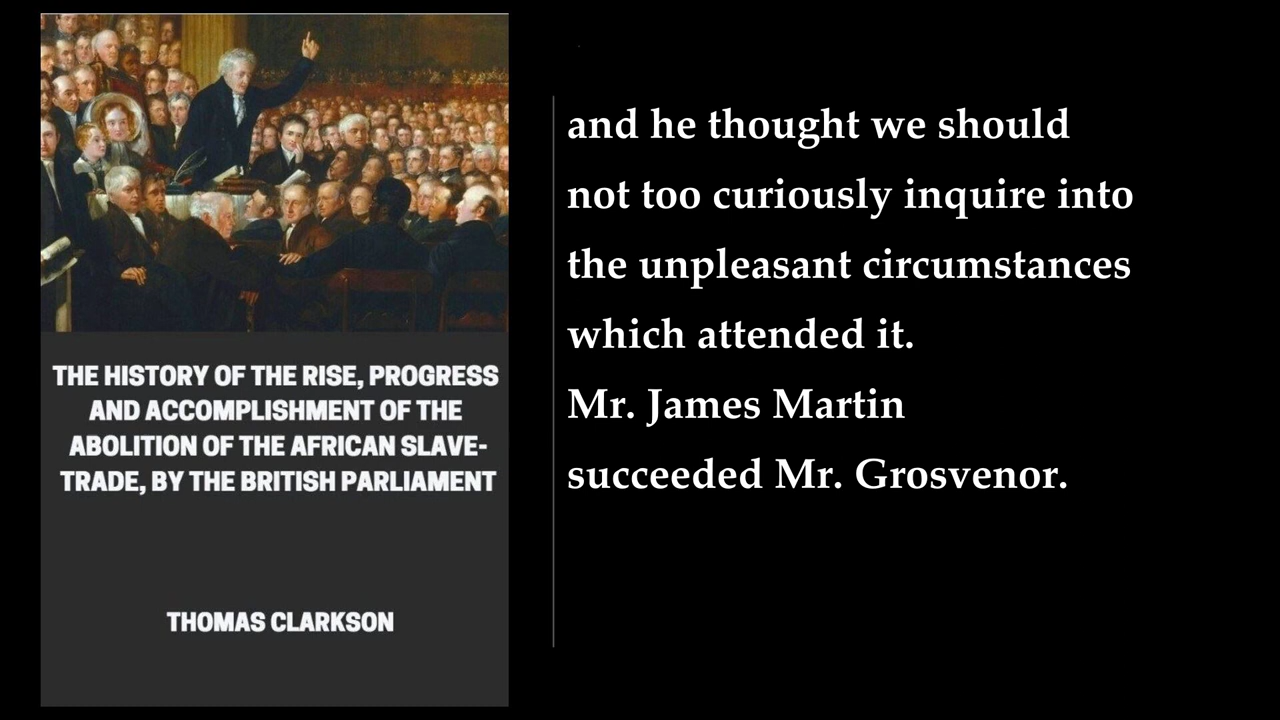 THE HISTORY OF THE RISE, PROGRESS
AND ACCOMPLISHMENT OF THE
ABOLITION OF THE AFRICAN SLAVE-
TRADE, BY THE BRITISH PARLIAMENT
THOMAS CLARKSON
and he thought we should
not too curiously inquire into
the unpleasant circumstances
which attended it.
Mr. James Martin
succeeded Mr. Grosvenor.